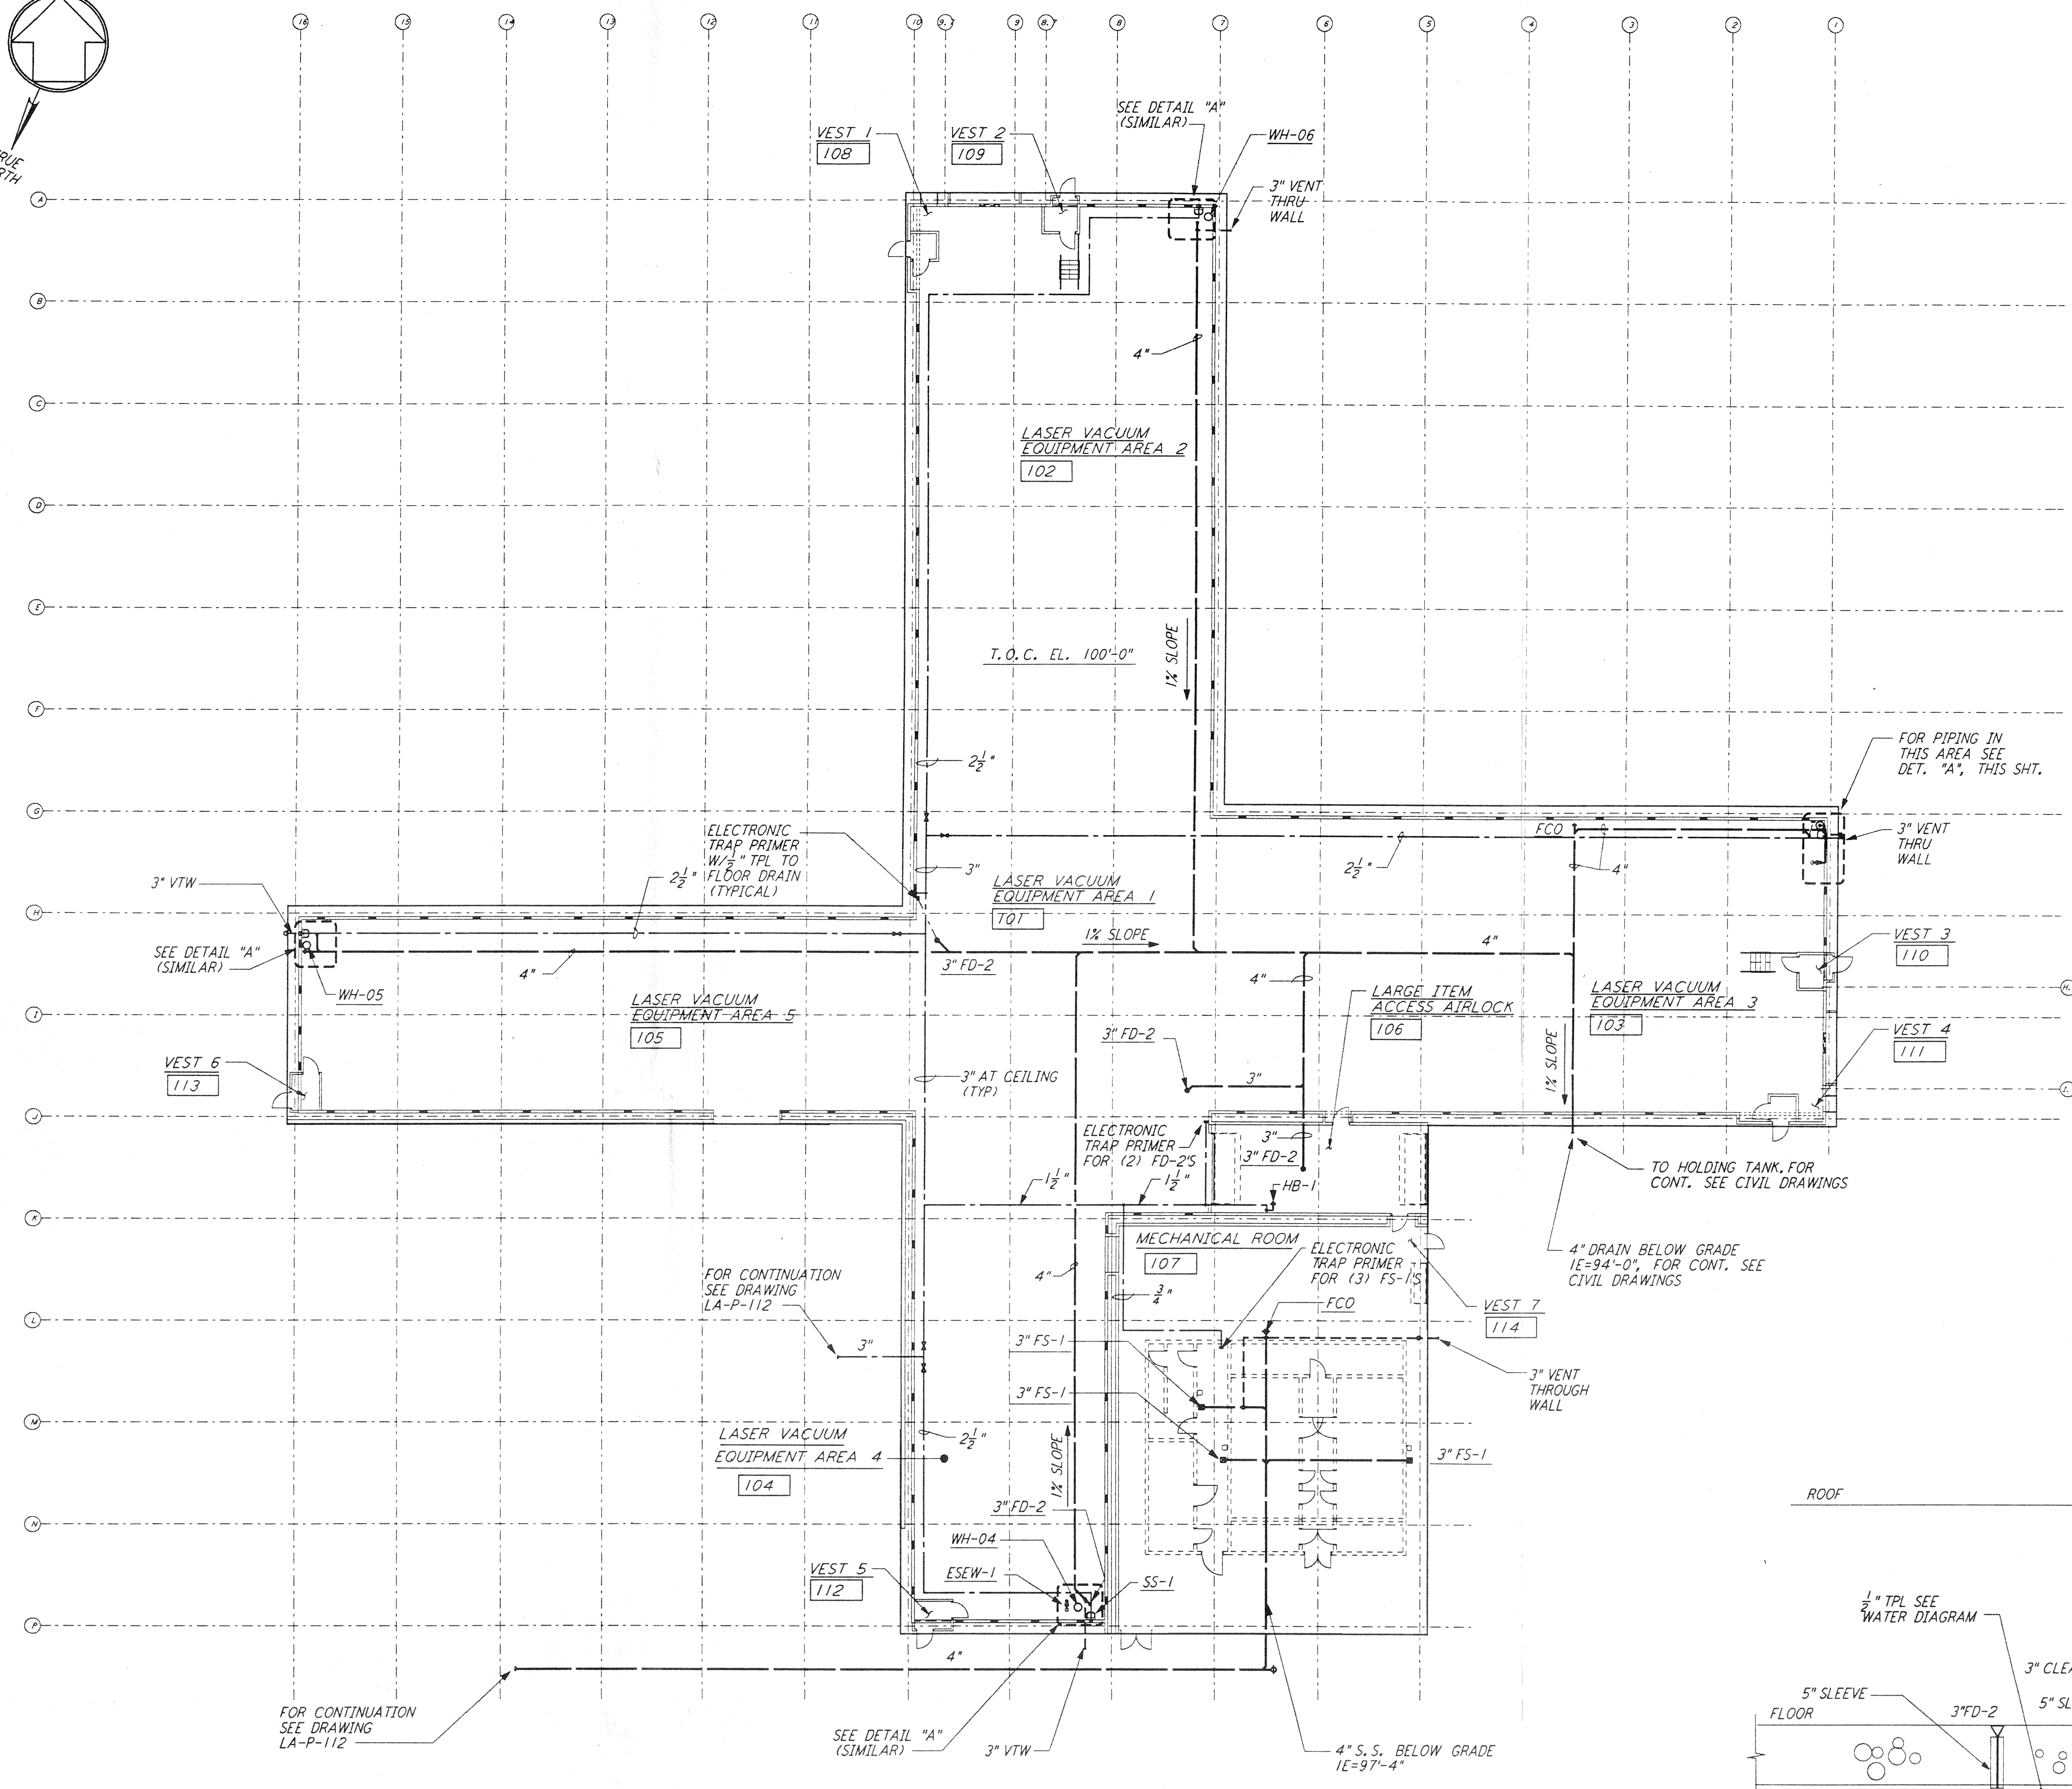 16 15 14 13 12 11 10 9.3 9 8.7 8 7 6 5 4 3 2 1
SEE DETAIL "A"
(SIMILAR)
VEST 1
108
VEST 2
109
WH-06
3" VENT
THRU
WALL
A
B
4"
C
LASER VACUUM
EQUIPMENT AREA 2
102
D
E
1% SLOPE
T.O.C. EL. 100'-0"
F
FOR PIPING IN
THIS AREA SEE
DET. "A", THIS SHT.
2 1/2"
G
ELECTRONIC
TRAP PRIMER
W/ 1/2" TPL TO
FLOOR DRAIN
(TYPICAL)
FCO
3" VENT
THRU
WALL
2 1/2"
4"
3"
3" VTW
2 1/2"
LASER VACUUM
EQUIPMENT AREA 1
101
H
SEE DETAIL "A"
(SIMILAR)
4"
3" FD-2
1% SLOPE
4"
VEST 3
110
WH-05
LASER VACUUM
EQUIPMENT AREA 5
105
4"
LARGE ITEM
ACCESS AIRLOCK
106
LASER VACUUM
EQUIPMENT AREA 3
103
I
3" FD-2
1% SLOPE
VEST 4
111
VEST 6
113
3" AT CEILING
(TYP)
3"
J
ELECTRONIC
TRAP PRIMER
FOR (2) FD-2'S
3"
3" FD-2
TO HOLDING TANK. FOR
CONT. SEE CIVIL DRAWINGS
1 1/2"
1 1/2"
HB-1
K
MECHANICAL ROOM
107
ELECTRONIC
TRAP PRIMER
FOR (3) FS-1'S
4" DRAIN BELOW GRADE
IE=94'-0", FOR CONT. SEE
CIVIL DRAWINGS
FOR CONTINUATION
SEE DRAWING
LA-P-112
4"
3/4"
FCO
VEST 7
114
L
3"
3" FS-1
3" VENT
THROUGH
WALL
3" FS-1
M
LASER VACUUM
EQUIPMENT AREA 4
104
2 1/2"
1% SLOPE
3" FS-1
ROOF
3" FD-2
N
WH-04
ESEW-1
SS-1
VEST 5
112
1/2" TPL SEE
WATER DIAGRAM
P
4"
FOR CONTINUATION
SEE DRAWING
LA-P-112
5" SLEEVE
FLOOR
3"FD-2
SEE DETAIL "A"
(SIMILAR)
3" VTW
4" S.S. BELOW GRADE
IE=97'-4"